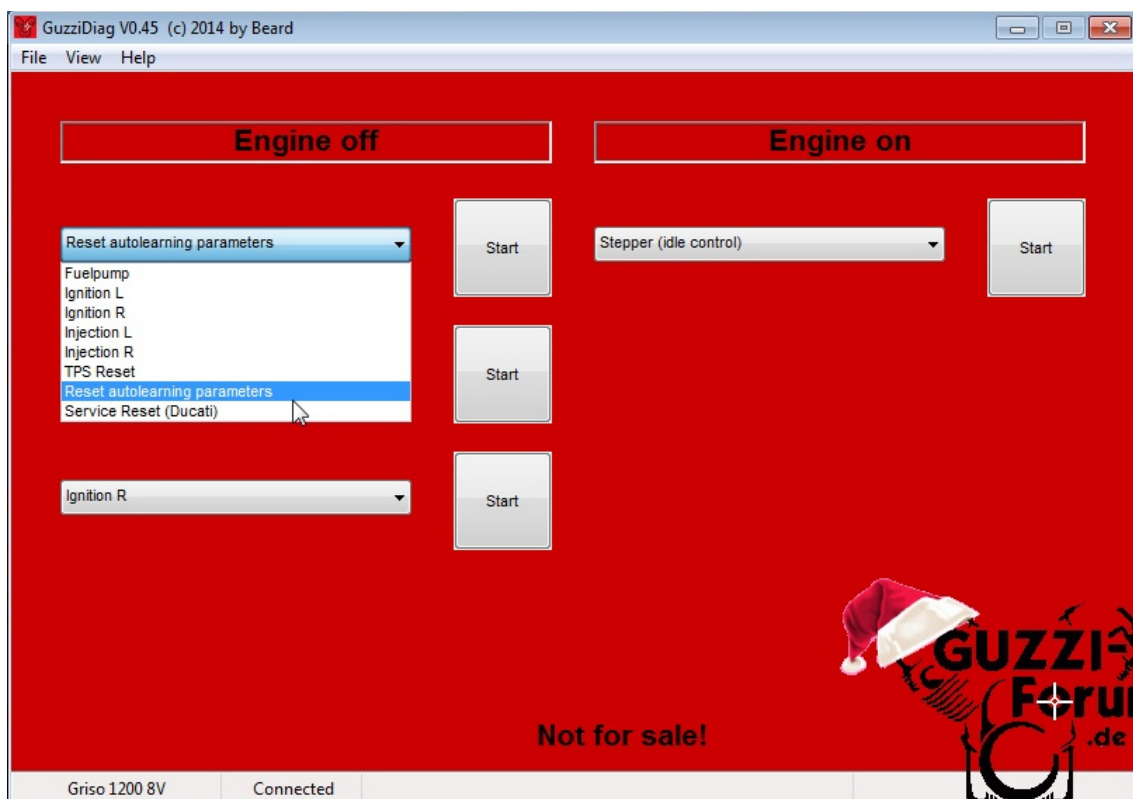 GuzziDiag V0.45 (c) 2014 by Beard
File View Help
Engine off
Engine on
Reset autolearning parameters
Start
Stepper (idle control)
Start
Fuelpump
Ignition L
Ignition R
Injection L
Injection R
TPS Reset
Reset autolearning parameters
Service Reset (Ducati)
Start
Ignition R
Start
GUZZI-
Forum
.de
Not for sale!
Griso 1200 8V
Connected